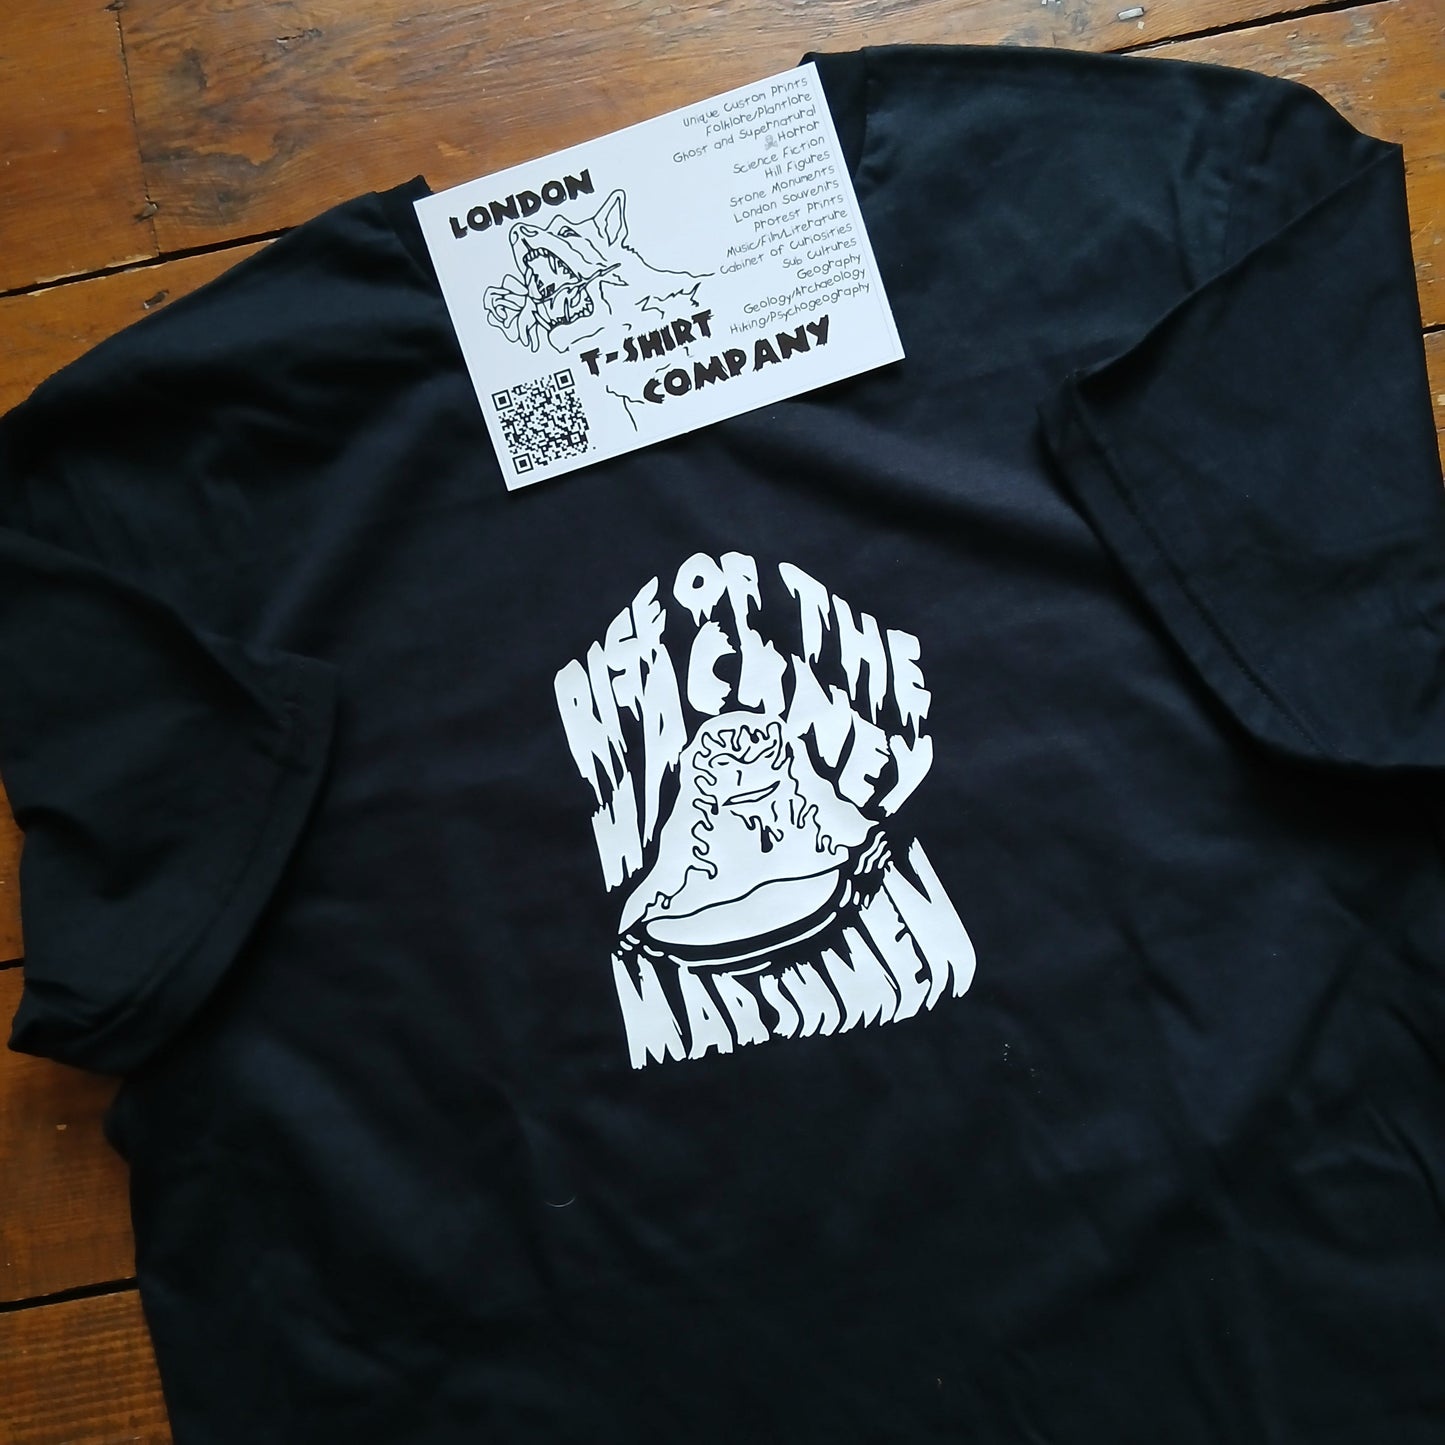 Unique Custom Prints
Folklore/Plantlore
Ghost and Supernatural
Horror
Science Fiction
Hill Figures
Stone Monuments
London Souvenirs
Protest Prints
Music/Film/Literature
Cabinet of Curiosities
Sub Cultures
Geography
Geology/Archaeology
Hiking/Psychogeography
LONDON
T-SHIRT
COMPANY
RISE OF THE
HACKNEY
MARSHMEN